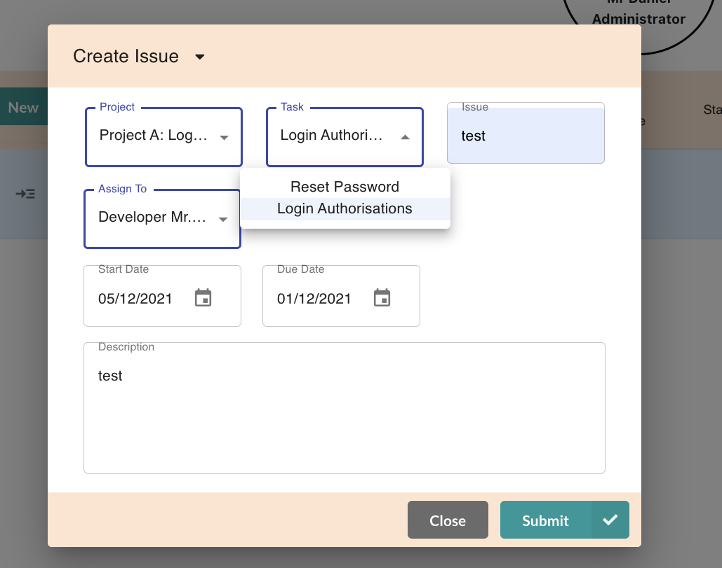 Mr Daniel
Administrator
Create Issue
New
Sta
e
Project
Project A: Log...
Task
Login Authori...
Issue
test
Reset Password
Login Authorisations
Assign To
Developer Mr....
Start Date
05/12/2021
Due Date
01/12/2021
Description
test
Close
Submit